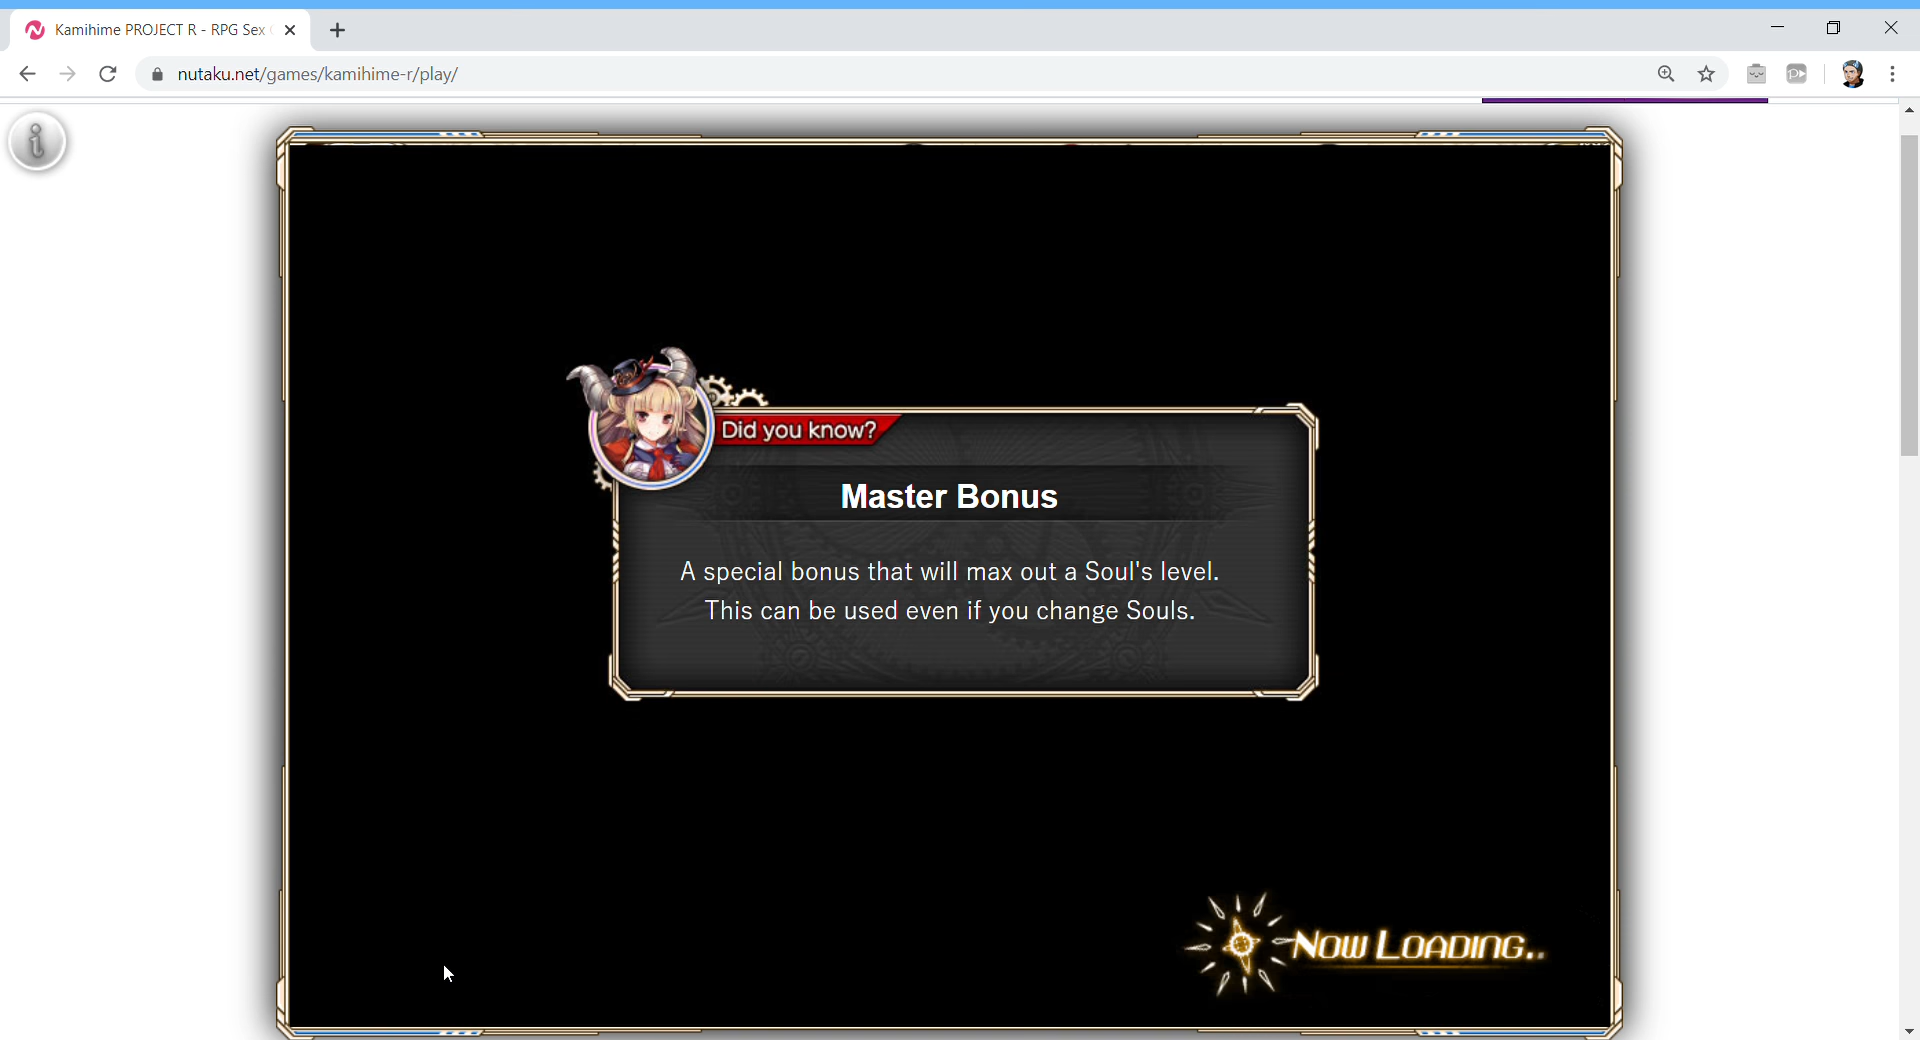 Kamihime PROJECT R - RPG Sex
nutaku.net/games/kamihime-r/play/
Did you know?
Master Bonus
A special bonus that will max out a Soul's level.
This can be used even if you change Souls.
Now Loading..